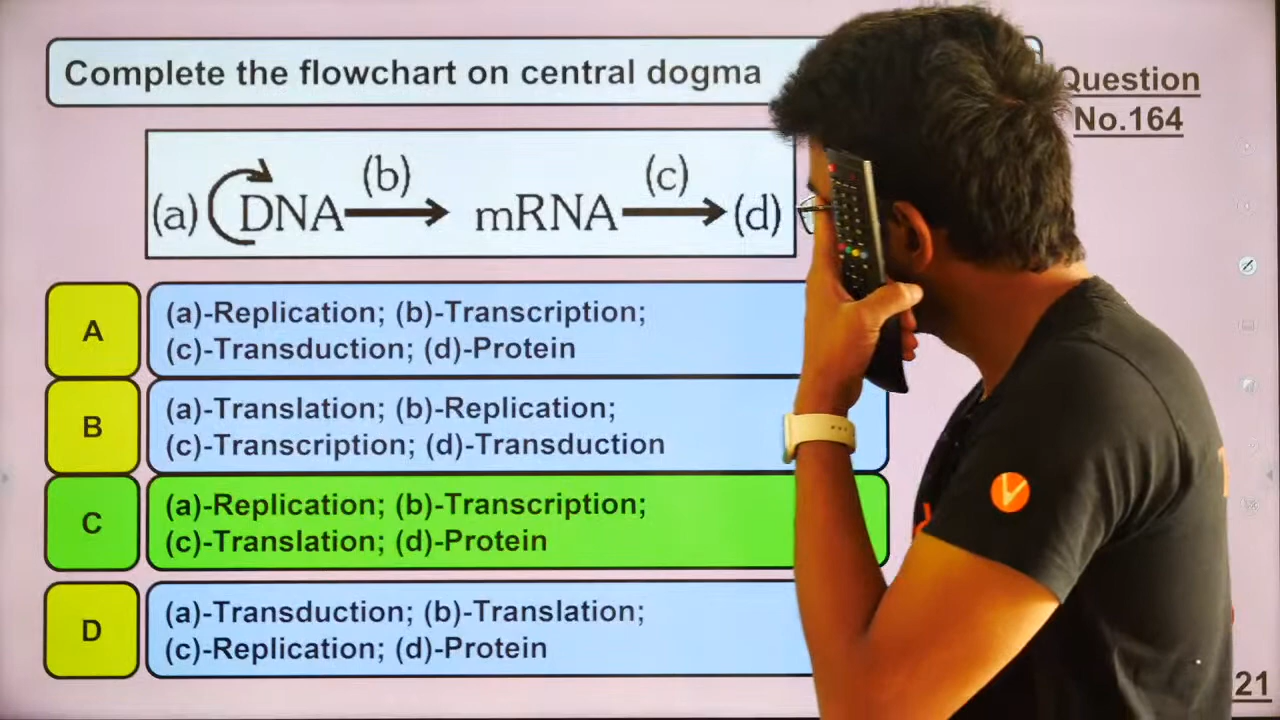 Complete the flowchart on central dogma
Question
No.164
(a) DNA (b) mRNA (c) (d)
A
(a)-Replication; (b)-Transcription;
(c)-Transduction; (d)-Protein
B
(a)-Translation; (b)-Replication;
(c)-Transcription; (d)-Transduction
C
(a)-Replication; (b)-Transcription;
(c)-Translation; (d)-Protein
D
(a)-Transduction; (b)-Translation;
(c)-Replication; (d)-Protein
21